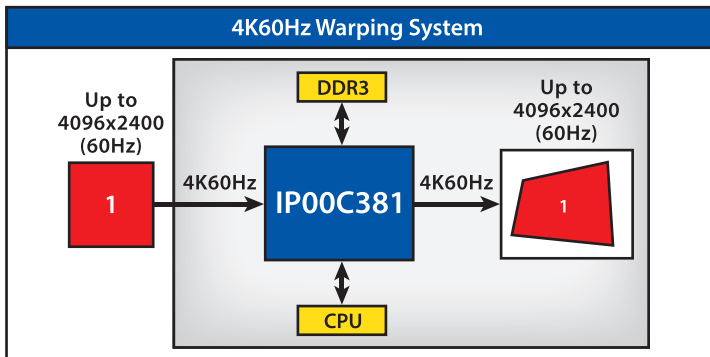 4K60Hz Warping System
Up to
4096x2400
(60Hz)
1
4K60Hz
DDR3
IP00C381
CPU
4K60Hz
Up to
4096x2400
(60Hz)
1